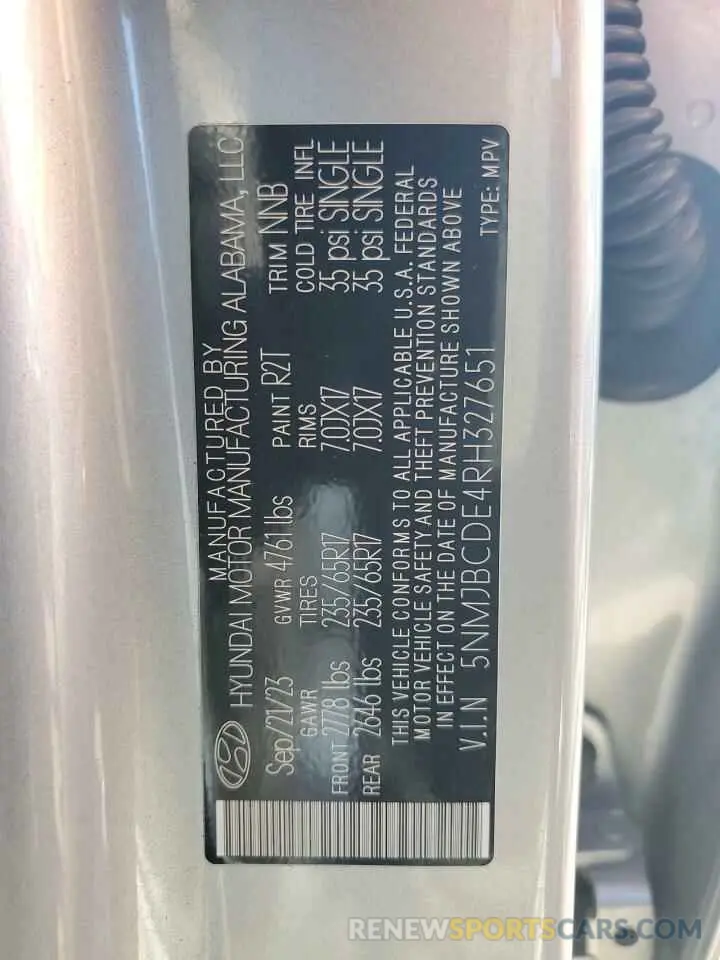 MANUFACTURED BY
HYUNDAI MOTOR MANUFACTURING ALABAMA, LLC
Sep/21/23 GVWR 4761 lbs PAINT R2T TRIM NNB
GAWR TIRES RIMS COLD TIRE INFL
FRONT 2778 lbs 235/65R17 7.0JX17 35 psi SINGLE
REAR 2646 lbs 235/65R17 7.0JX17 35 psi SINGLE
THIS VEHICLE CONFORMS TO ALL APPLICABLE U.S.A. FEDERAL
MOTOR VEHICLE SAFETY AND THEFT PREVENTION STANDARDS
IN EFFECT ON THE DATE OF MANUFACTURE SHOWN ABOVE
V.I.N 5NMJBCDE4RH327651 TYPE: MPV
RENEWSPORTSCARS.COM